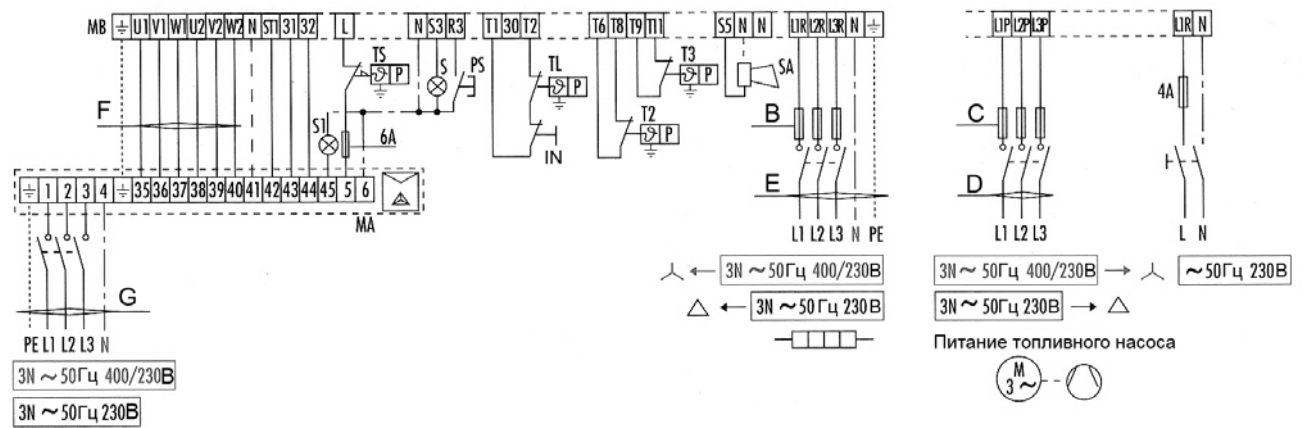 MB U1 V1 W1 U2 V2 W2 N ST1 31 32 L N S3 R3 T1 30 T2 T6 T8 T9 T11 S5 N N L1R L2R L3R N L1P L2P L3P L1R N
TS S PS TL T3 SA
F S1 6A T2 B C 4A
P P P P
IN
E D
35 36 37 38 39 40 41 42 43 44 45 5 6
1 2 3 4
MA
L1 L2 L3 N PE L1 L2 L3 L N
3N ~ 50Гц 400/230В 3N ~ 50Гц 400/230В ~ 50Гц 230В
G
3N ~ 50Гц 230В 3N ~ 50Гц 230В
PE L1 L2 L3 N
Питание топливного насоса
3N ~ 50Гц 400/230В
M
3 ~
3N ~ 50Гц 230В